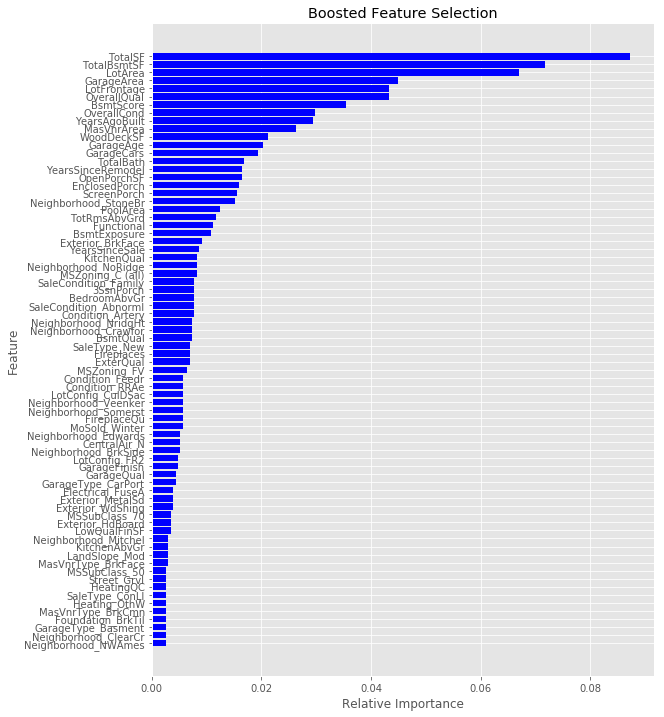 Boosted Feature Selection
TotalSF
TotalBsmtSF
LotArea
GarageArea
LotFrontage
OverallQual
BsmtScore
OverallCond
YearsAgoBuilt
MasVnrArea
WoodDeckSF
GarageAge
GarageCars
TotalBath
YearsSinceRemodel
OpenPorchSF
EnclosedPorch
ScreenPorch
Neighborhood_StoneBr
PoolArea
TotRmsAbvGrd
Functional
BsmtExposure
Exterior_BrkFace
YearsSinceSale
KitchenQual
Neighborhood_NoRidge
MSZoning_C (all)
SaleCondition_Family
3SsnPorch
BedroomAbvGr
SaleCondition_Abnorml
Condition_Artery
Neighborhood_NridgHt
Neighborhood_Crawfor
BsmtQual
SaleType_New
Fireplaces
ExterQual
MSZoning_FV
Condition_Feedr
Condition_RRAe
LotConfig_CulDSac
Neighborhood_Veenker
Neighborhood_Somerst
FireplaceQu
MoSold_Winter
Neighborhood_Edwards
CentralAir_N
Neighborhood_BrkSide
LotConfig_FR2
GarageFinish
GarageQual
GarageType_CarPort
Electrical_FuseA
Exterior_MetalSd
Exterior_WdShing
MSSubClass_70
Exterior_HdBoard
LowQualFinSF
Neighborhood_Mitchel
KitchenAbvGr
LandSlope_Mod
MasVnrType_BrkFace
MSSubClass_50
Street_Grvl
HeatingQC
SaleType_ConLI
Heating_OthW
MasVnrType_BrkCmn
Foundation_BrkTil
GarageType_Basment
Neighborhood_ClearCr
Neighborhood_NWAmes
Feature
0.00 0.02 0.04 0.06 0.08
Relative Importance